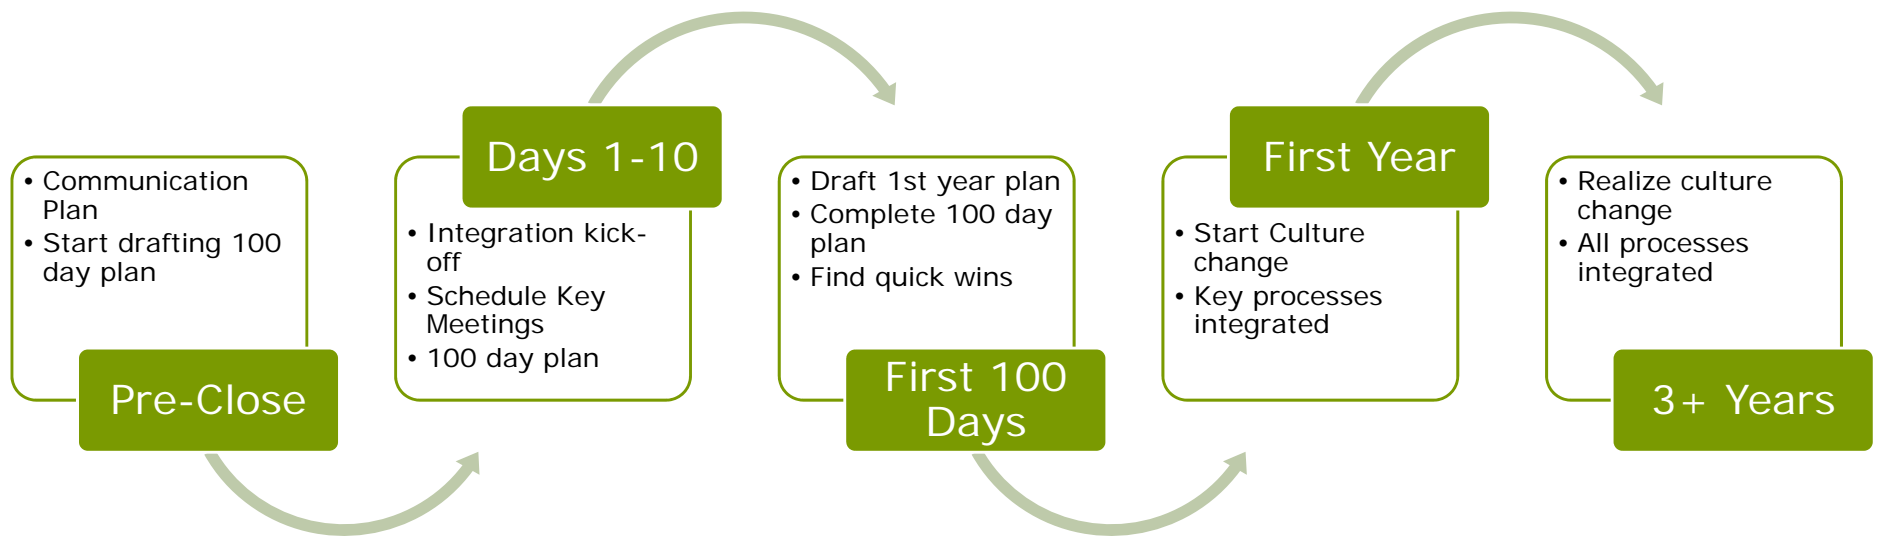 • Communication
Plan
• Start drafting 100
day plan
Pre-Close
Days 1-10
• Integration kick-
off
• Schedule Key
Meetings
• 100 day plan
• Draft 1st year plan
• Complete 100 day
plan
• Find quick wins
First 100
Days
First Year
• Start Culture
change
• Key processes
integrated
• Realize culture
change
• All processes
integrated
3+ Years